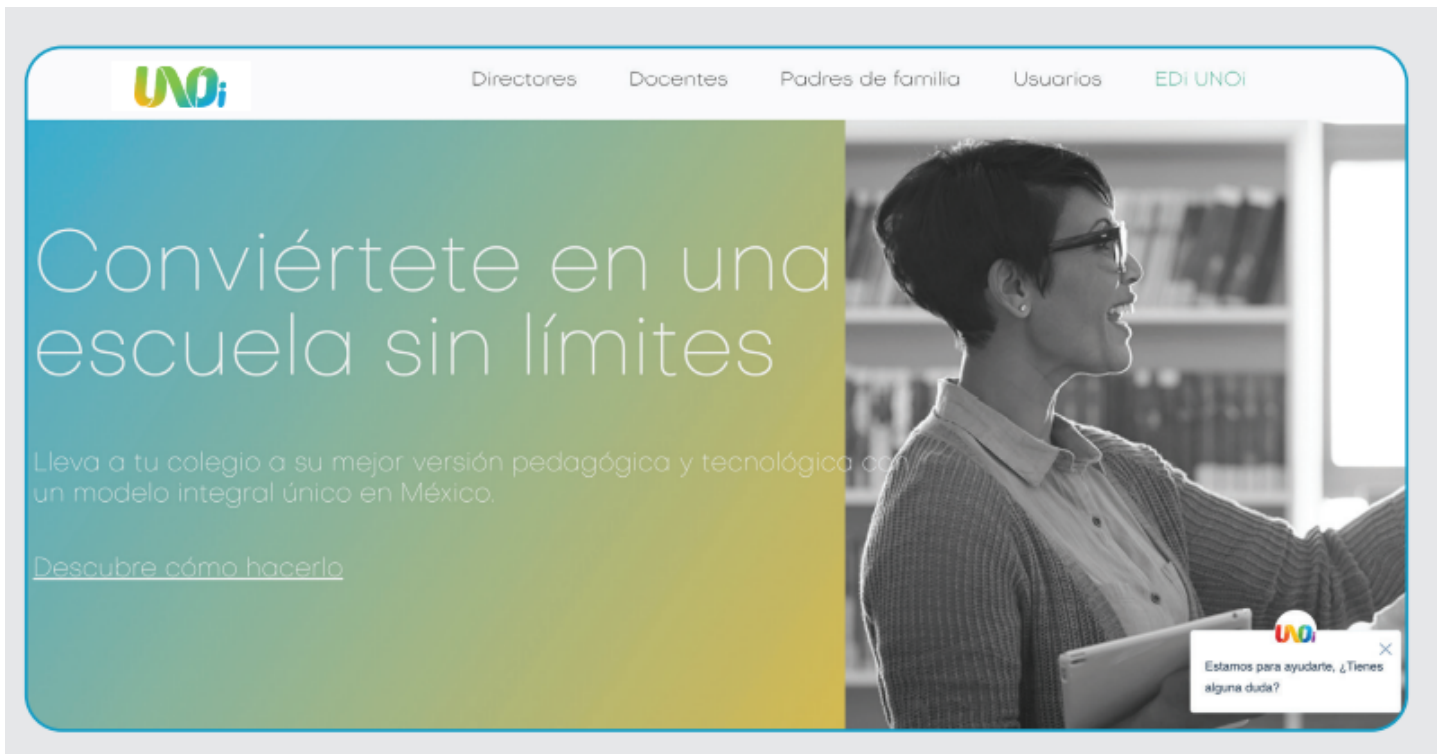 UNOi
Directores
Docentes
Padres de familia
Usuarios
EDi UNOi
Conviértete en una
escuela sin límites
Lleva a tu colegio a su mejor versión pedagógica y tecnológica con
un modelo integral único en México.
Descubre cómo hacerlo
UNOi
Estamos para ayudarte, ¿Tienes
alguna duda?